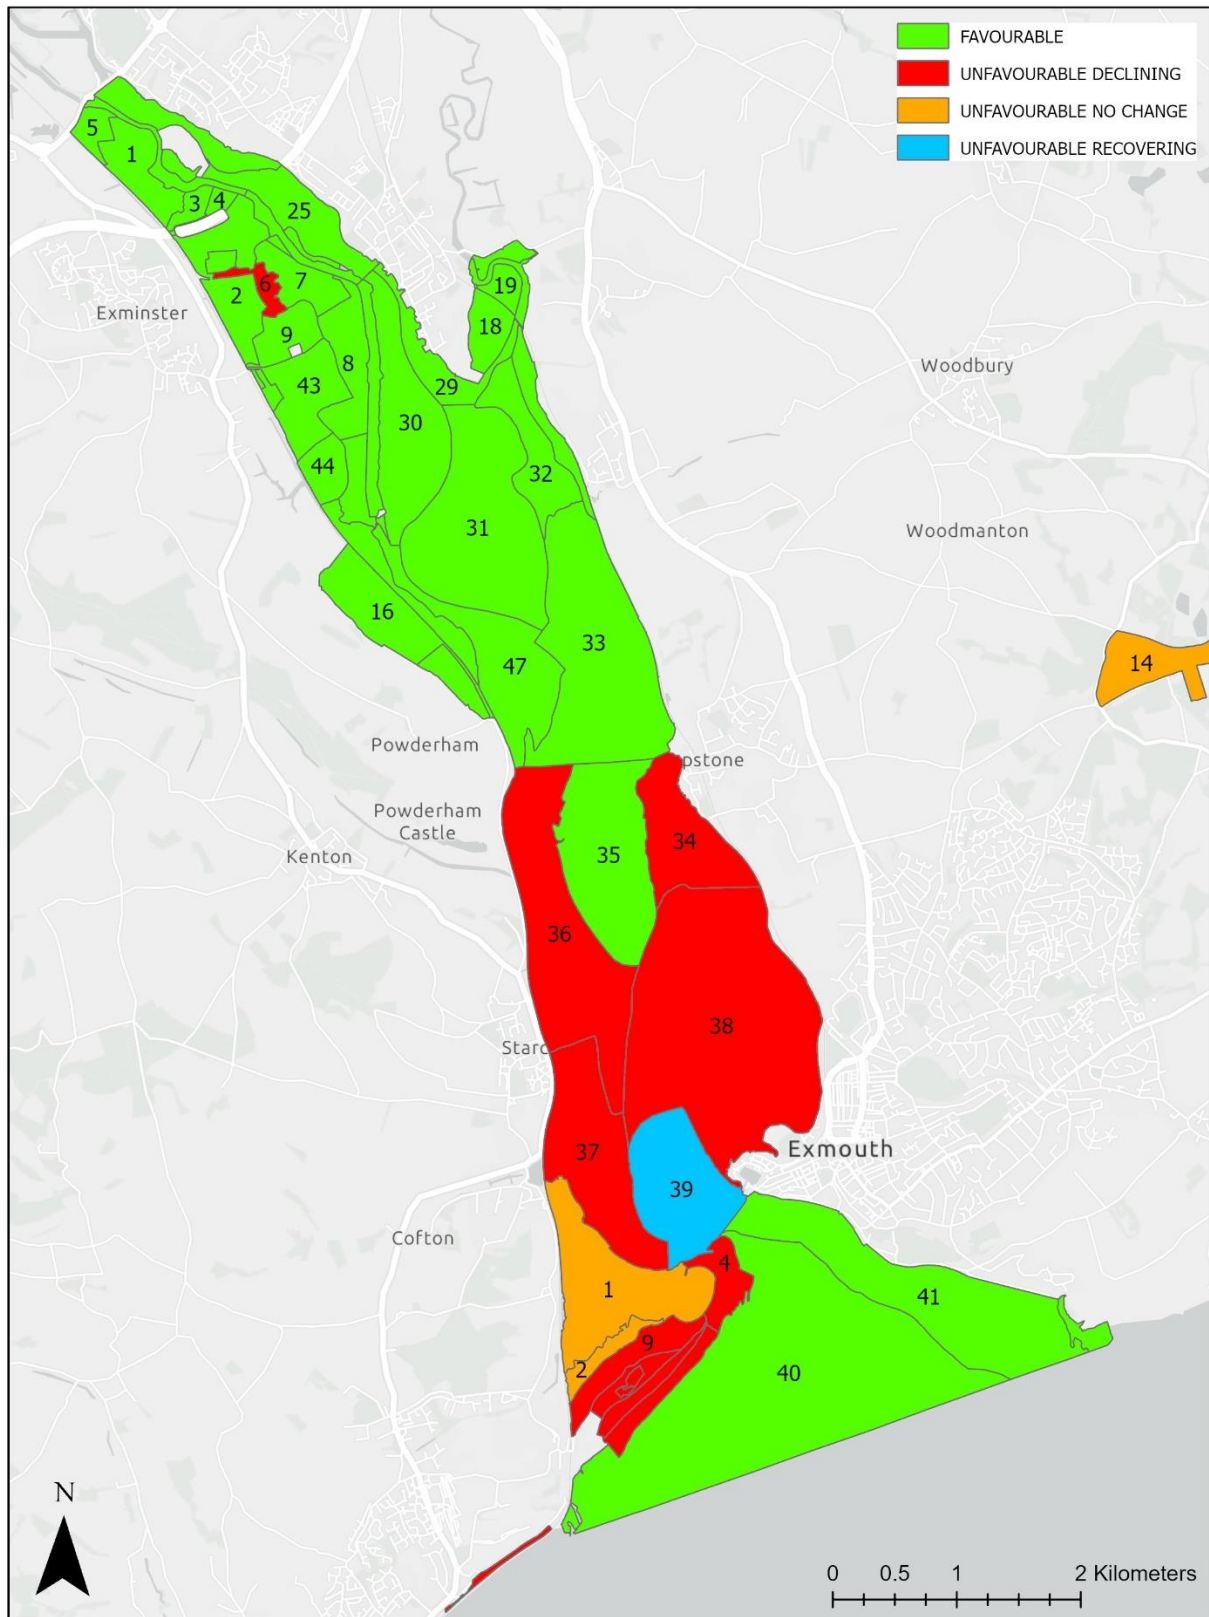 FAVOURABLE
UNFAVOURABLE DECLINING
UNFAVOURABLE NO CHANGE
UNFAVOURABLE RECOVERING
5
1
3
4
25
2
6
7
19
Exminster
18
9
8
Woodbury
43
29
30
44
32
31
Woodmanton
16
33
47
14
Powderham
pstone
Powderham
Castle
34
Kenton
35
36
38
Starc
37
Exmouth
39
Cofton
4
1
41
9
2
40
N
0 0.5 1 2 Kilometers